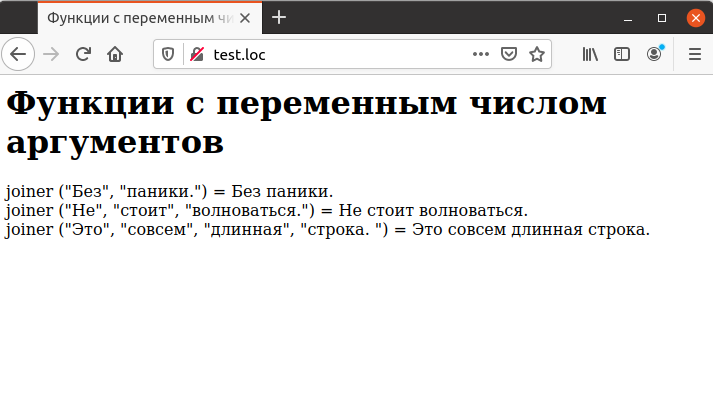 Функции с переменным чи
test.loc
Функции с переменным числом
аргументов
joiner ("Без", "паники.") = Без паники.
joiner ("Не", "стоит", "волноваться.") = Не стоит волноваться.
joiner ("Это", "совсем", "длинная", "строка. ") = Это совсем длинная строка.